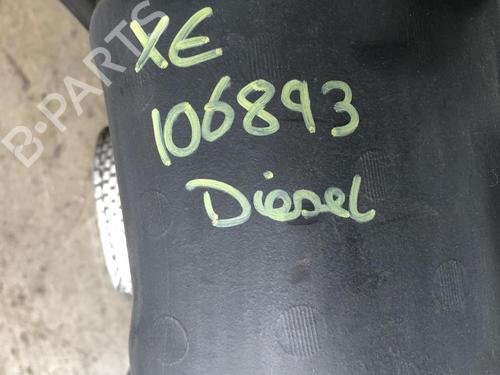 XE
106893
Diesel
B-PARTS